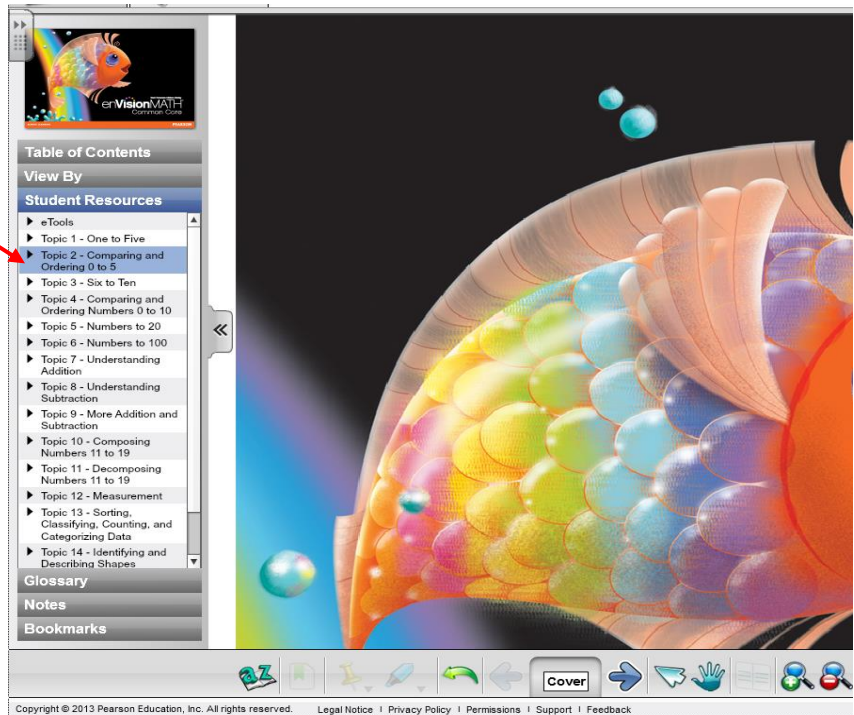 enVisionMATH
Common Core
PEARSON
Table of Contents
View By
Student Resources
eTools
Topic 1 - One to Five
Topic 2 - Comparing and
Ordering 0 to 5
Topic 3 - Six to Ten
Topic 4 - Comparing and
Ordering Numbers 0 to 10
Topic 5 - Numbers to 20
Topic 6 - Numbers to 100
Topic 7 - Understanding
Addition
Topic 8 - Understanding
Subtraction
Topic 9 - More Addition and
Subtraction
Topic 10 - Composing
Numbers 11 to 19
Topic 11 - Decomposing
Numbers 11 to 19
Topic 12 - Measurement
Topic 13 - Sorting,
Classifying, Counting, and
Categorizing Data
Topic 14 - Identifying and
Describing Shapes
Glossary
Notes
Bookmarks
aZ
Cover
Copyright © 2013 Pearson Education, Inc. All rights reserved. Legal Notice | Privacy Policy | Permissions | Support | Feedback